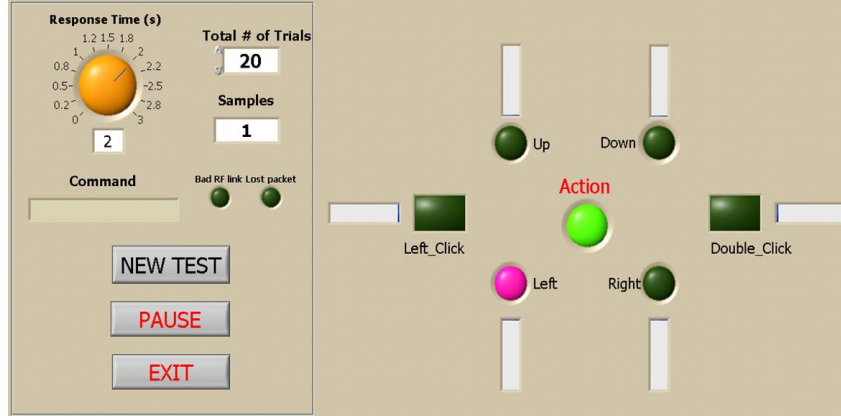 Response Time (s)
0
0.2
0.5
0.8
1
1.2
1.5
1.8
2
2.2
2.5
2.8
3
2
Total # of Trials
20
Samples
1
Command
Bad RF link
Lost packet
NEW TEST
PAUSE
EXIT
Up
Down
Action
Left_Click
Double_Click
Left
Right